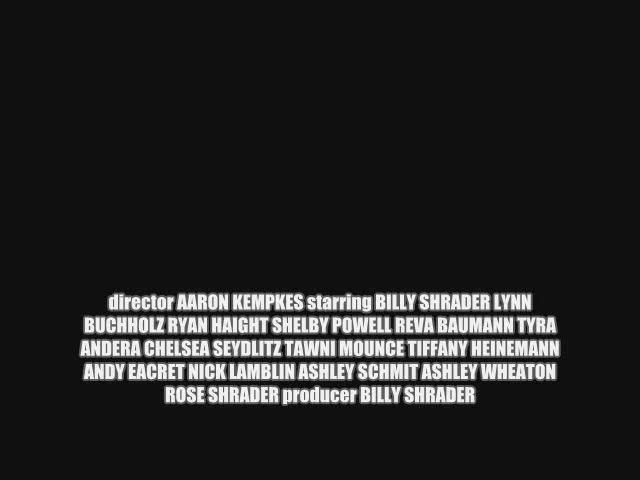 director AARON KEMPKES starring BILLY SHRADER LYNN
BUCHHOLZ RYAN HAIGHT SHELBY POWELL REVA BAUMANN TYRA
ANDERA CHELSEA SEYDLITZ TAWNI MOUNCE TIFFANY HEINEMANN
ANDY EACRET NICK LAMBLIN ASHLEY SCHMIT ASHLEY WHEATON
ROSE SHRADER producer BILLY SHRADER